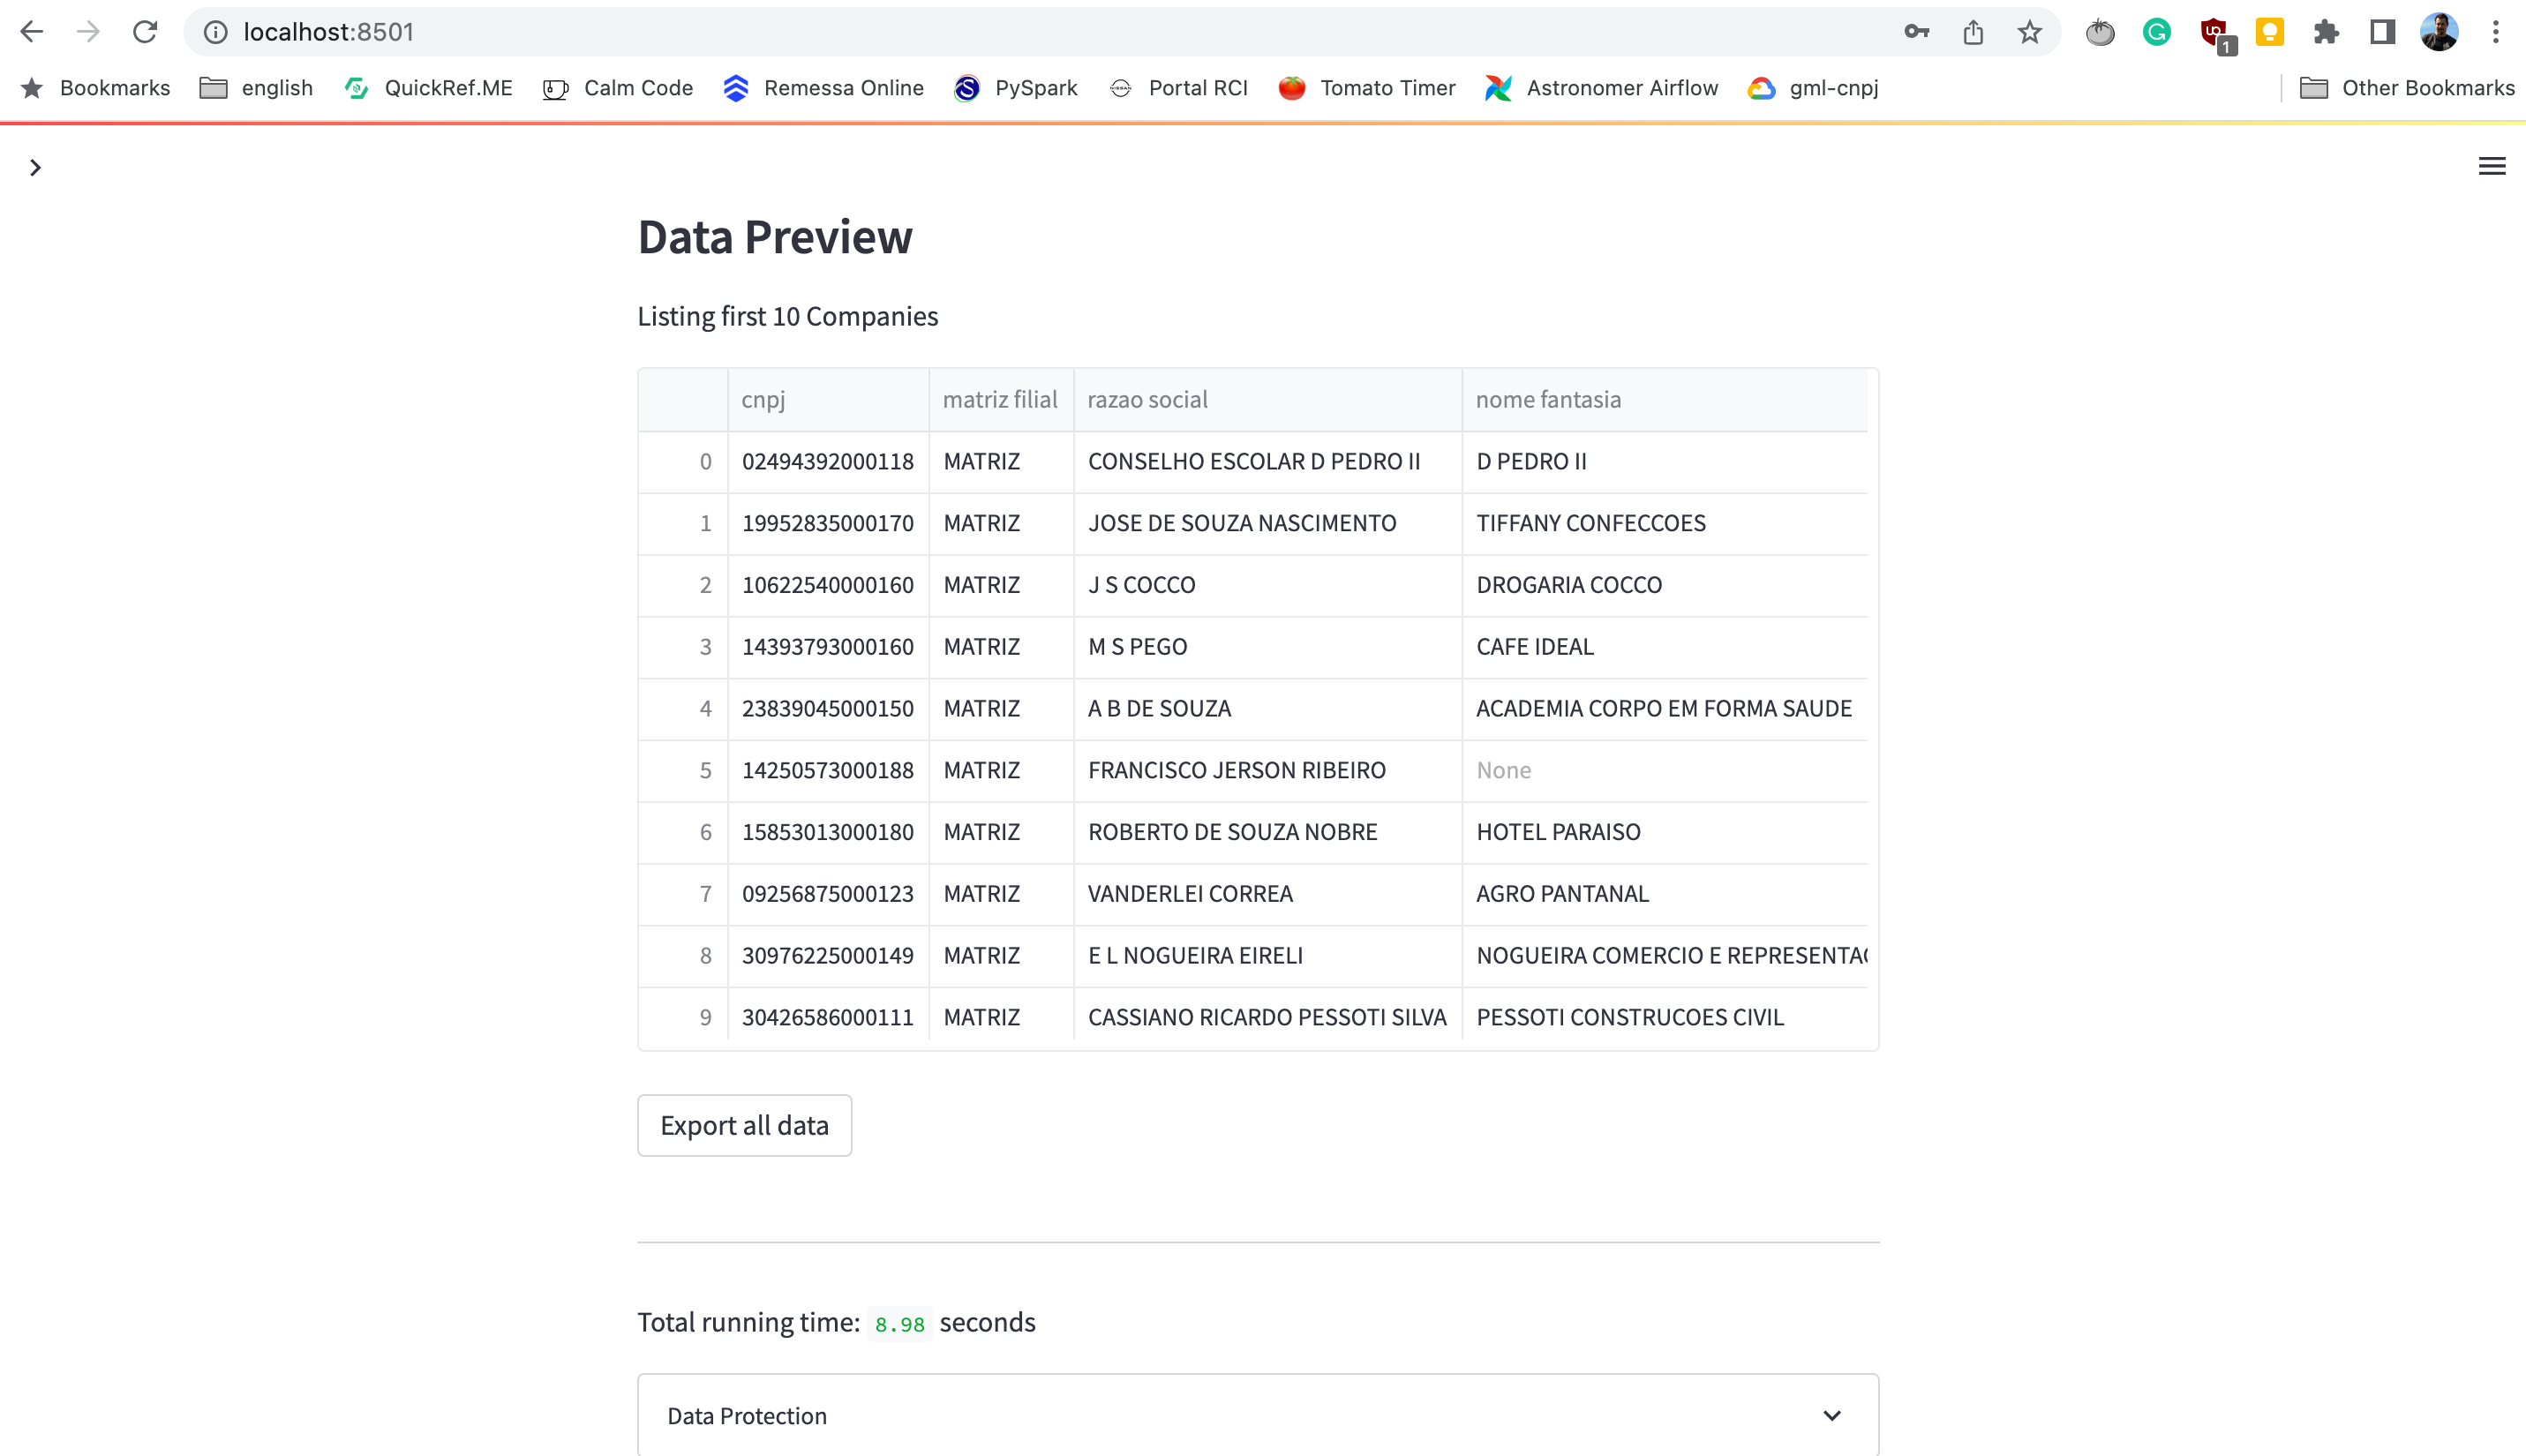 localhost:8501
1
Bookmarks english QuickRef.ME Calm Code Remessa Online PySpark Portal RCI Tomato Timer Astronomer Airflow gml-cnpj Other Bookmarks
Data Preview
Listing first 10 Companies
cnpj matriz filial razao social nome fantasia
0 02494392000118 MATRIZ CONSELHO ESCOLAR D PEDRO II D PEDRO II
1 19952835000170 MATRIZ JOSE DE SOUZA NASCIMENTO TIFFANY CONFECCOES
2 10622540000160 MATRIZ J S COCCO DROGARIA COCCO
3 14393793000160 MATRIZ M S PEGO CAFE IDEAL
4 23839045000150 MATRIZ A B DE SOUZA ACADEMIA CORPO EM FORMA SAUDE
5 14250573000188 MATRIZ FRANCISCO JERSON RIBEIRO None
6 15853013000180 MATRIZ ROBERTO DE SOUZA NOBRE HOTEL PARAISO
7 09256875000123 MATRIZ VANDERLEI CORREA AGRO PANTANAL
8 30976225000149 MATRIZ E L NOGUEIRA EIRELI NOGUEIRA COMERCIO E REPRESENTAC
9 30426586000111 MATRIZ CASSIANO RICARDO PESSOTI SILVA PESSOTI CONSTRUCOES CIVIL
Export all data
Total running time: 8.98 seconds
Data Protection